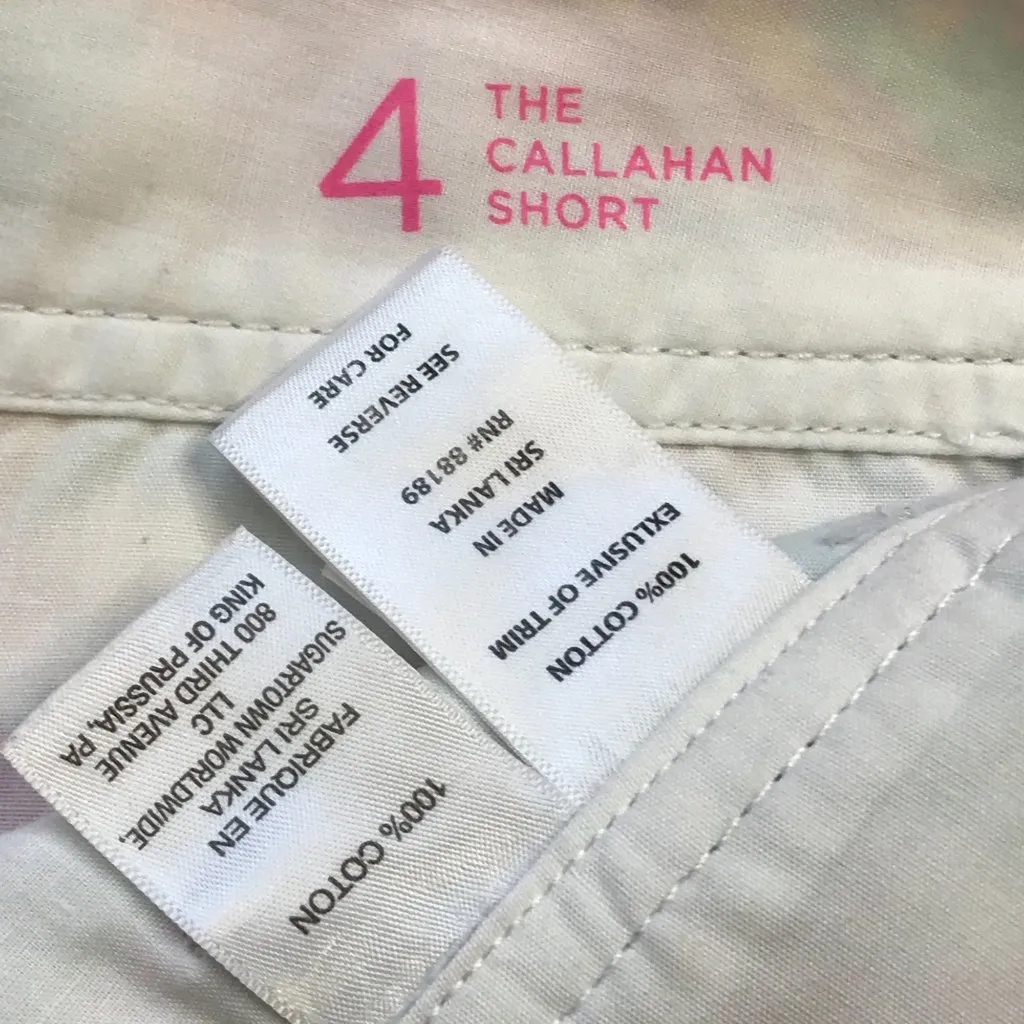 4
THE
CALLAHAN
SHORT
100% COTTON
EXCLUSIVE OF TRIM
MADE IN
SRI LANKA
RN# 88189
SEE REVERSE
FOR CARE
100% COTON
FABRIQUE EN
SRI LANKA
SUGARTOWN WORLDWIDE,
LLC
800 THIRD AVENUE
KING OF PRUSSIA, PA